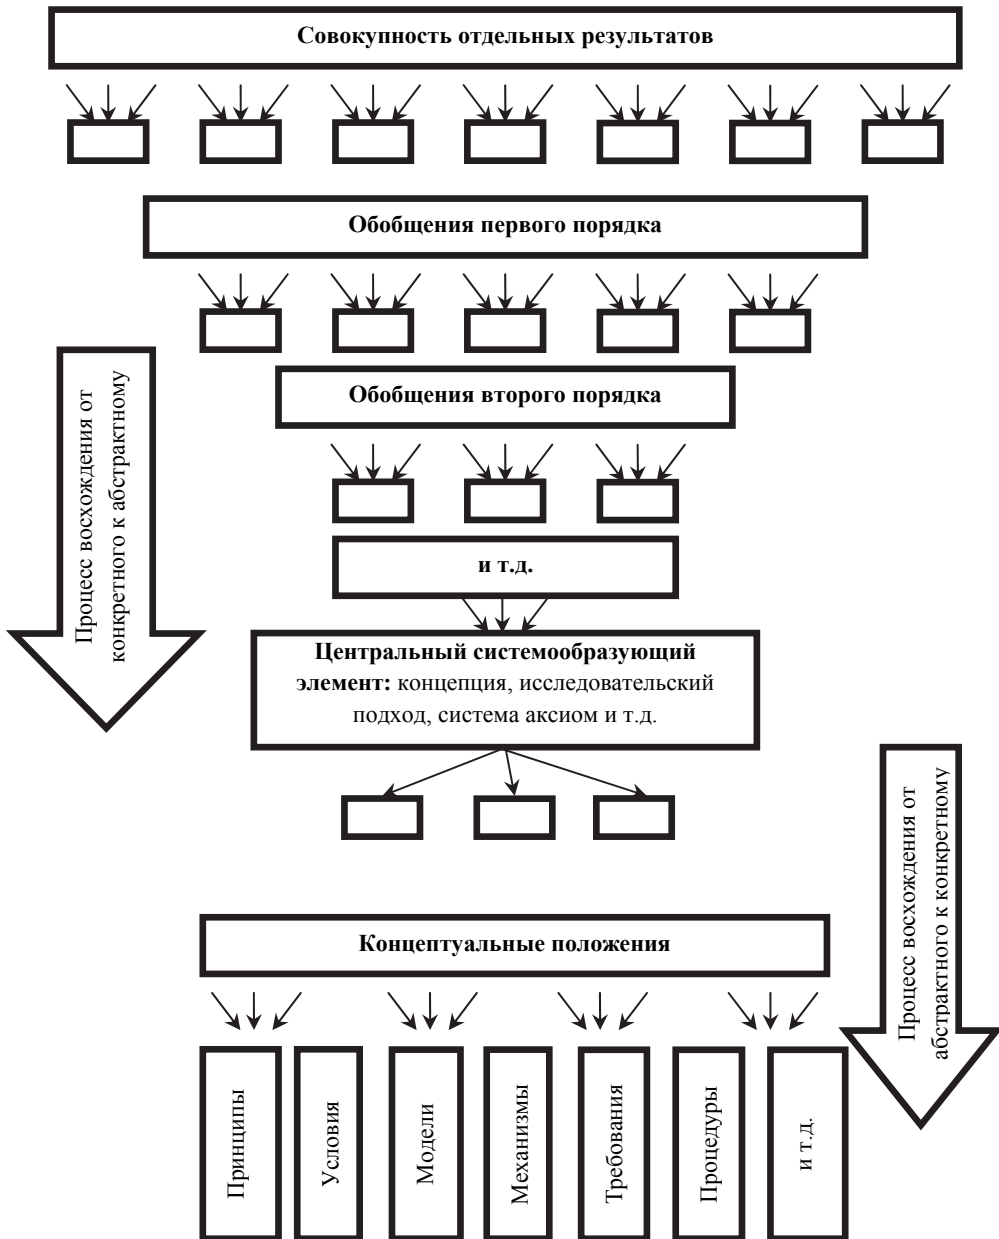 Совокупность отдельных результатов
Обобщения первого порядка
Процесс восхождения от
конкретного к абстрактному
Обобщения второго порядка
и т.д.
Центральный системообразующий
элемент: концепция, исследовательский
подход, система аксиом и т.д.
Процесс восхождения от
абстрактного к конкретному
Концептуальные положения
Принципы
Условия
Модели
Механизмы
Требования
Процедуры
и т.д.